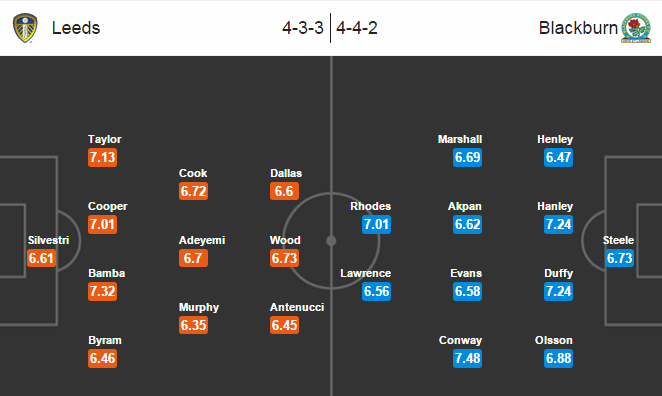 Leeds 4-3-3 4-4-2 Blackburn
Taylor
7.13
Cooper
7.01
Silvestri
6.61
Bamba
7.32
Byram
6.46
Cook
6.72
Adeyemi
6.7
Murphy
6.35
Dallas
6.6
Wood
6.73
Antenucci
6.45
Rhodes
7.01
Lawrence
6.56
Marshall
6.69
Akpan
6.62
Evans
6.58
Conway
7.48
Henley
6.47
Hanley
7.24
Duffy
7.24
Olsson
6.88
Steele
6.73